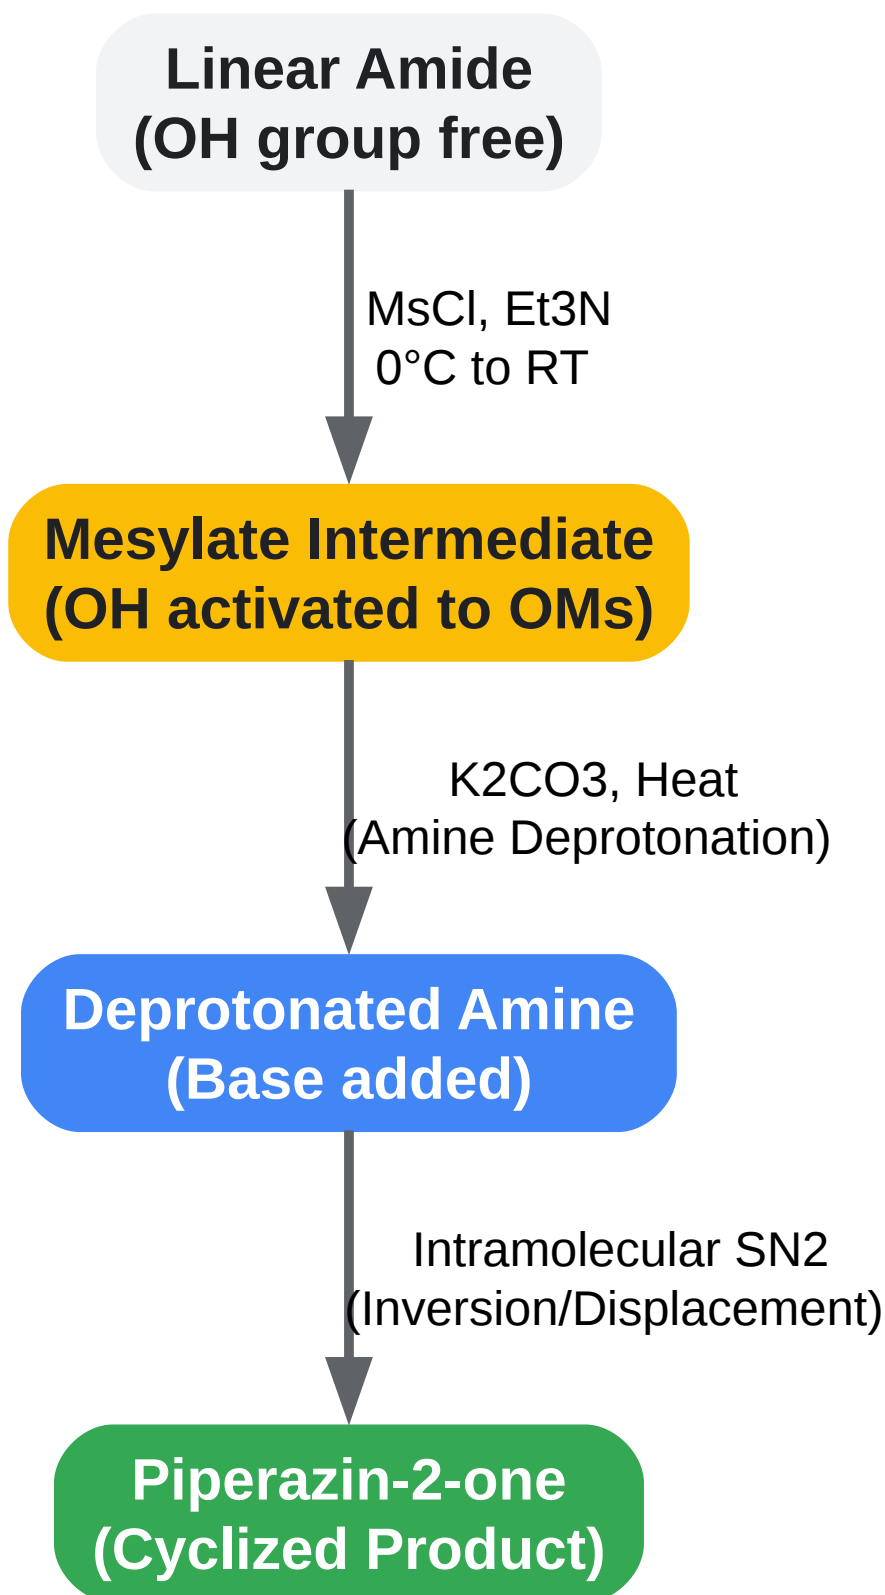 Linear Amide
(OH group free)
MsCl, Et3N
0°C to RT
Mesylate Intermediate
(OH activated to OMs)
K2CO3, Heat
(Amine Deprotonation)
Deprotonated Amine
(Base added)
Intramolecular SN2
(Inversion/Displacement)
Piperazin-2-one
(Cyclized Product)